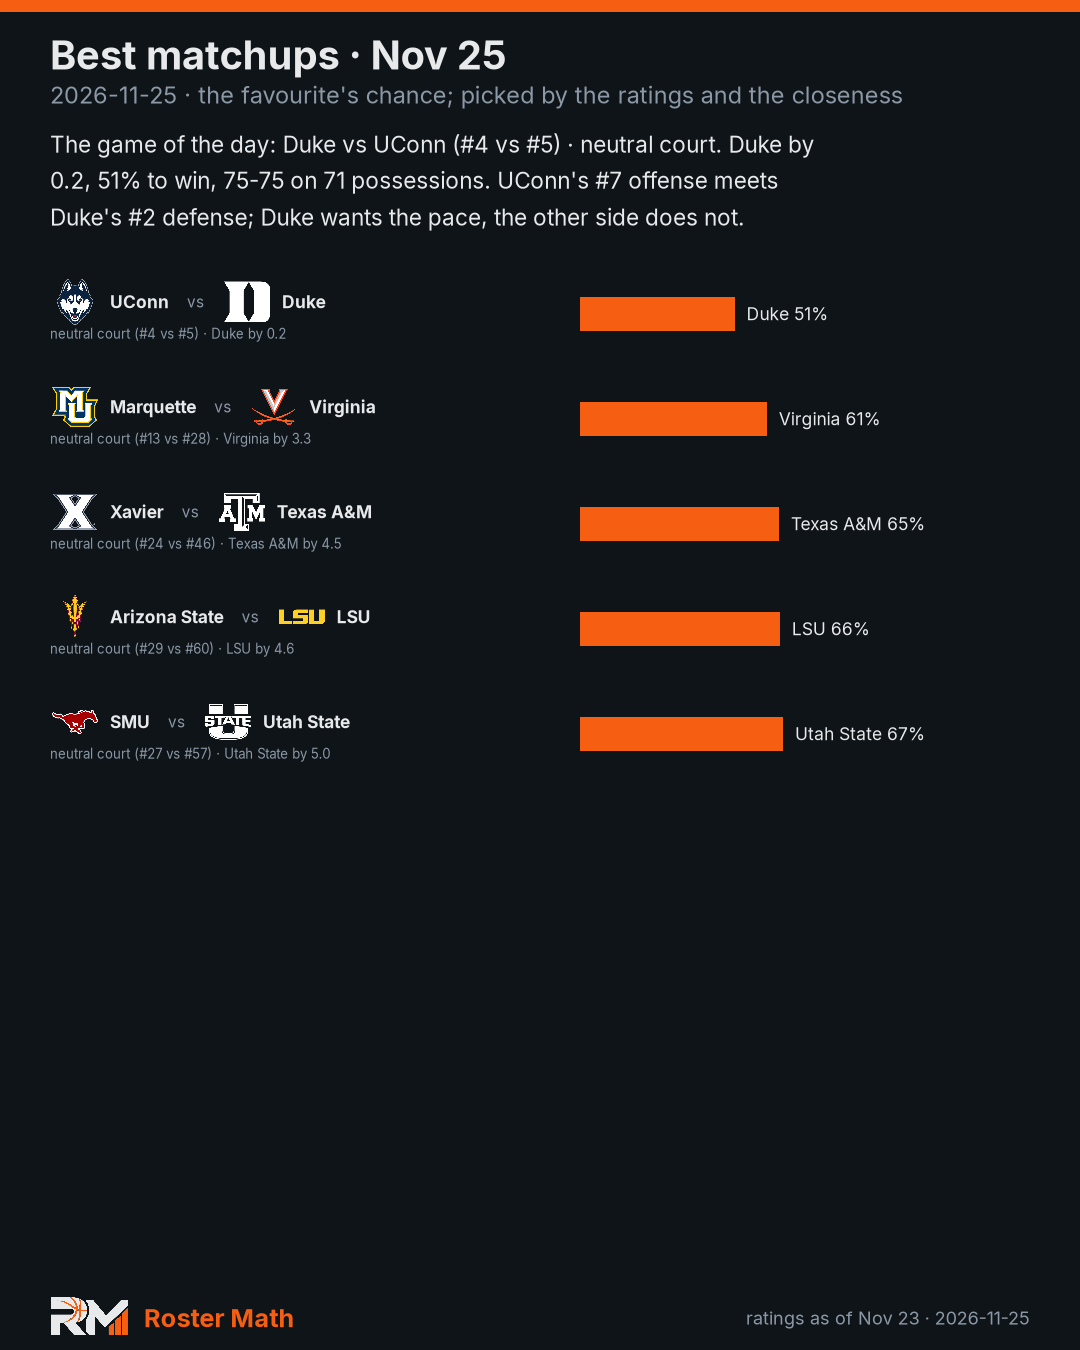 Best matchups · Nov 25
2026-11-25 · the favourite's chance; picked by the ratings and the closeness
The game of the day: Duke vs UConn (#4 vs #5) · neutral court. Duke by
0.2, 51% to win, 75-75 on 71 possessions. UConn's #7 offense meets
Duke's #2 defense; Duke wants the pace, the other side does not.
UConn vs D Duke
neutral court (#4 vs #5) · Duke by 0.2
Duke 51%
MU Marquette vs V Virginia
neutral court (#13 vs #28) · Virginia by 3.3
Virginia 61%
X Xavier vs ATM Texas A&M
neutral court (#24 vs #46) · Texas A&M by 4.5
Texas A&M 65%
Arizona State vs LSU LSU
neutral court (#29 vs #60) · LSU by 4.6
LSU 66%
SMU vs U STATE Utah State
neutral court (#27 vs #57) · Utah State by 5.0
Utah State 67%
RM Roster Math
ratings as of Nov 23 · 2026-11-25